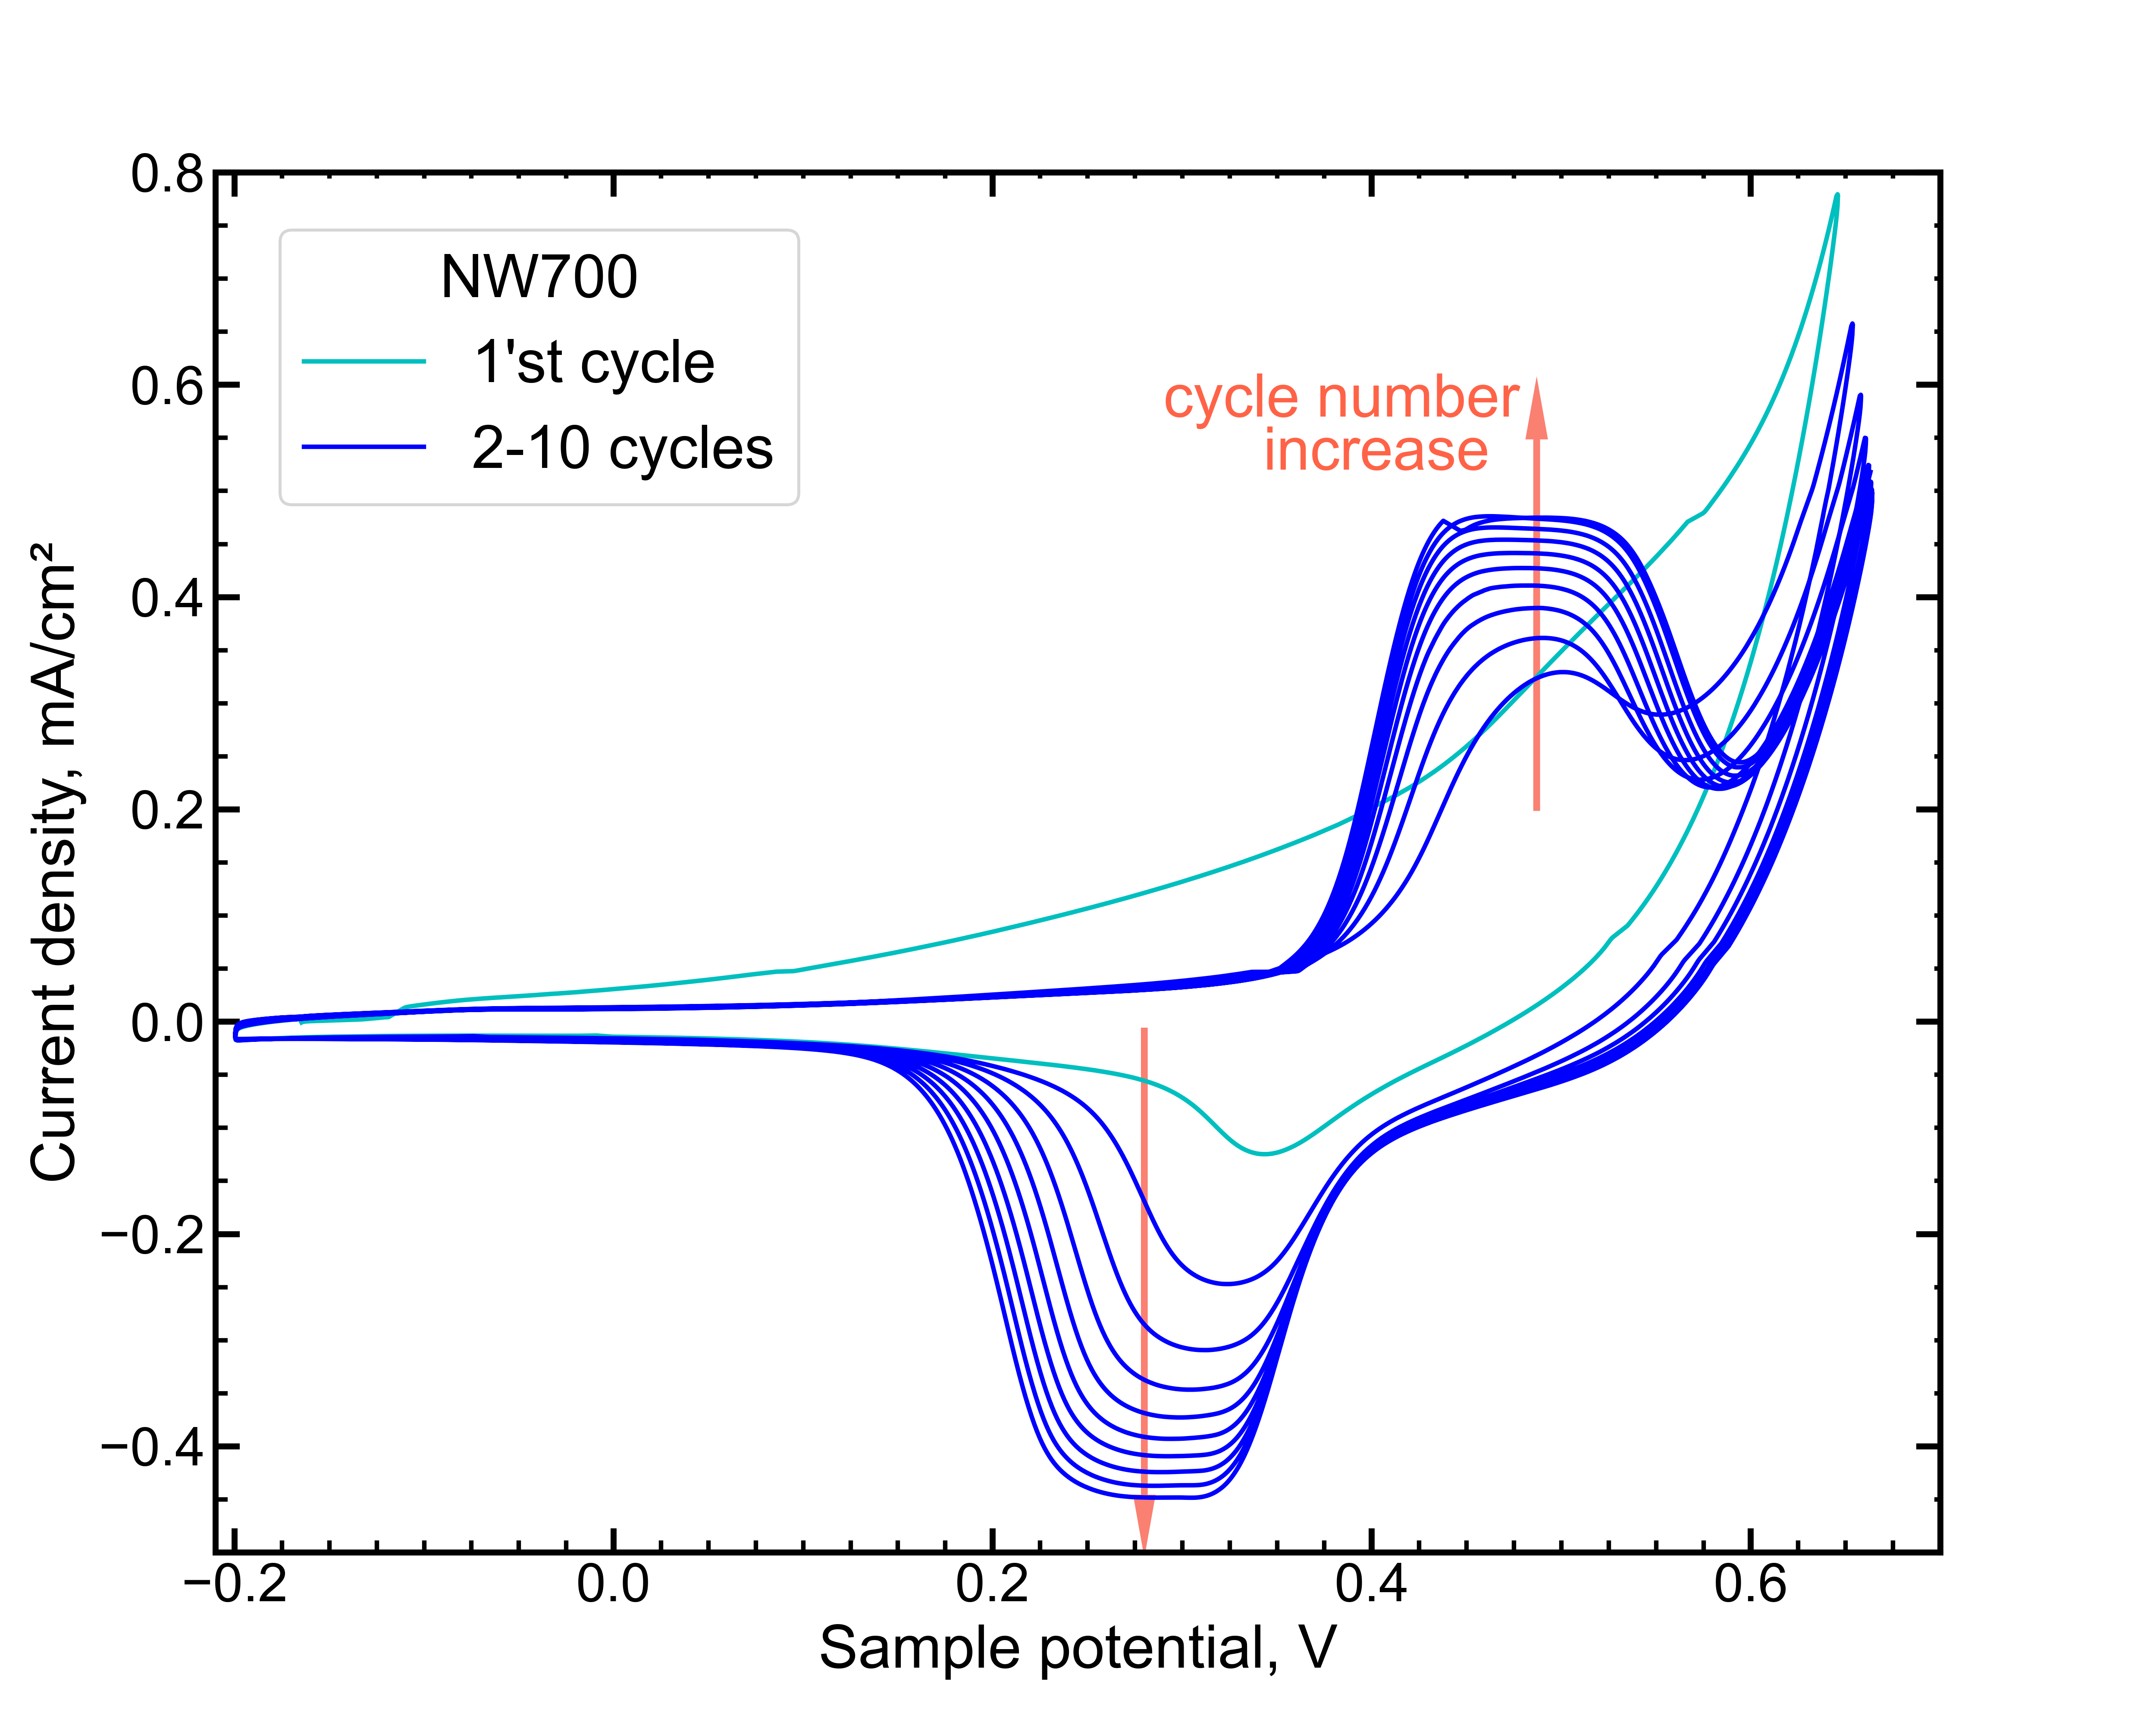 NW700
1'st cycle
2-10 cycles
cycle number
increase
Current density, mA/cm²
0.8
0.6
0.4
0.2
0.0
−0.2
−0.4
−0.2 0.0 0.2 0.4 0.6
Sample potential, V